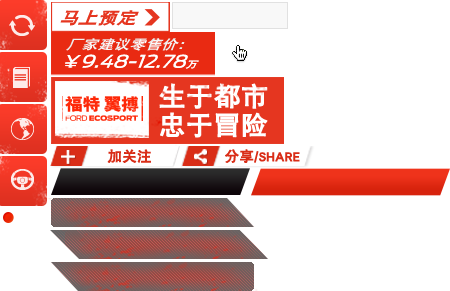 马上预定
厂家建议零售价：
￥9.48-12.78万
福特 翼搏
FORD ECOSPORT
生于都市
忠于冒险
加关注
分享/SHARE